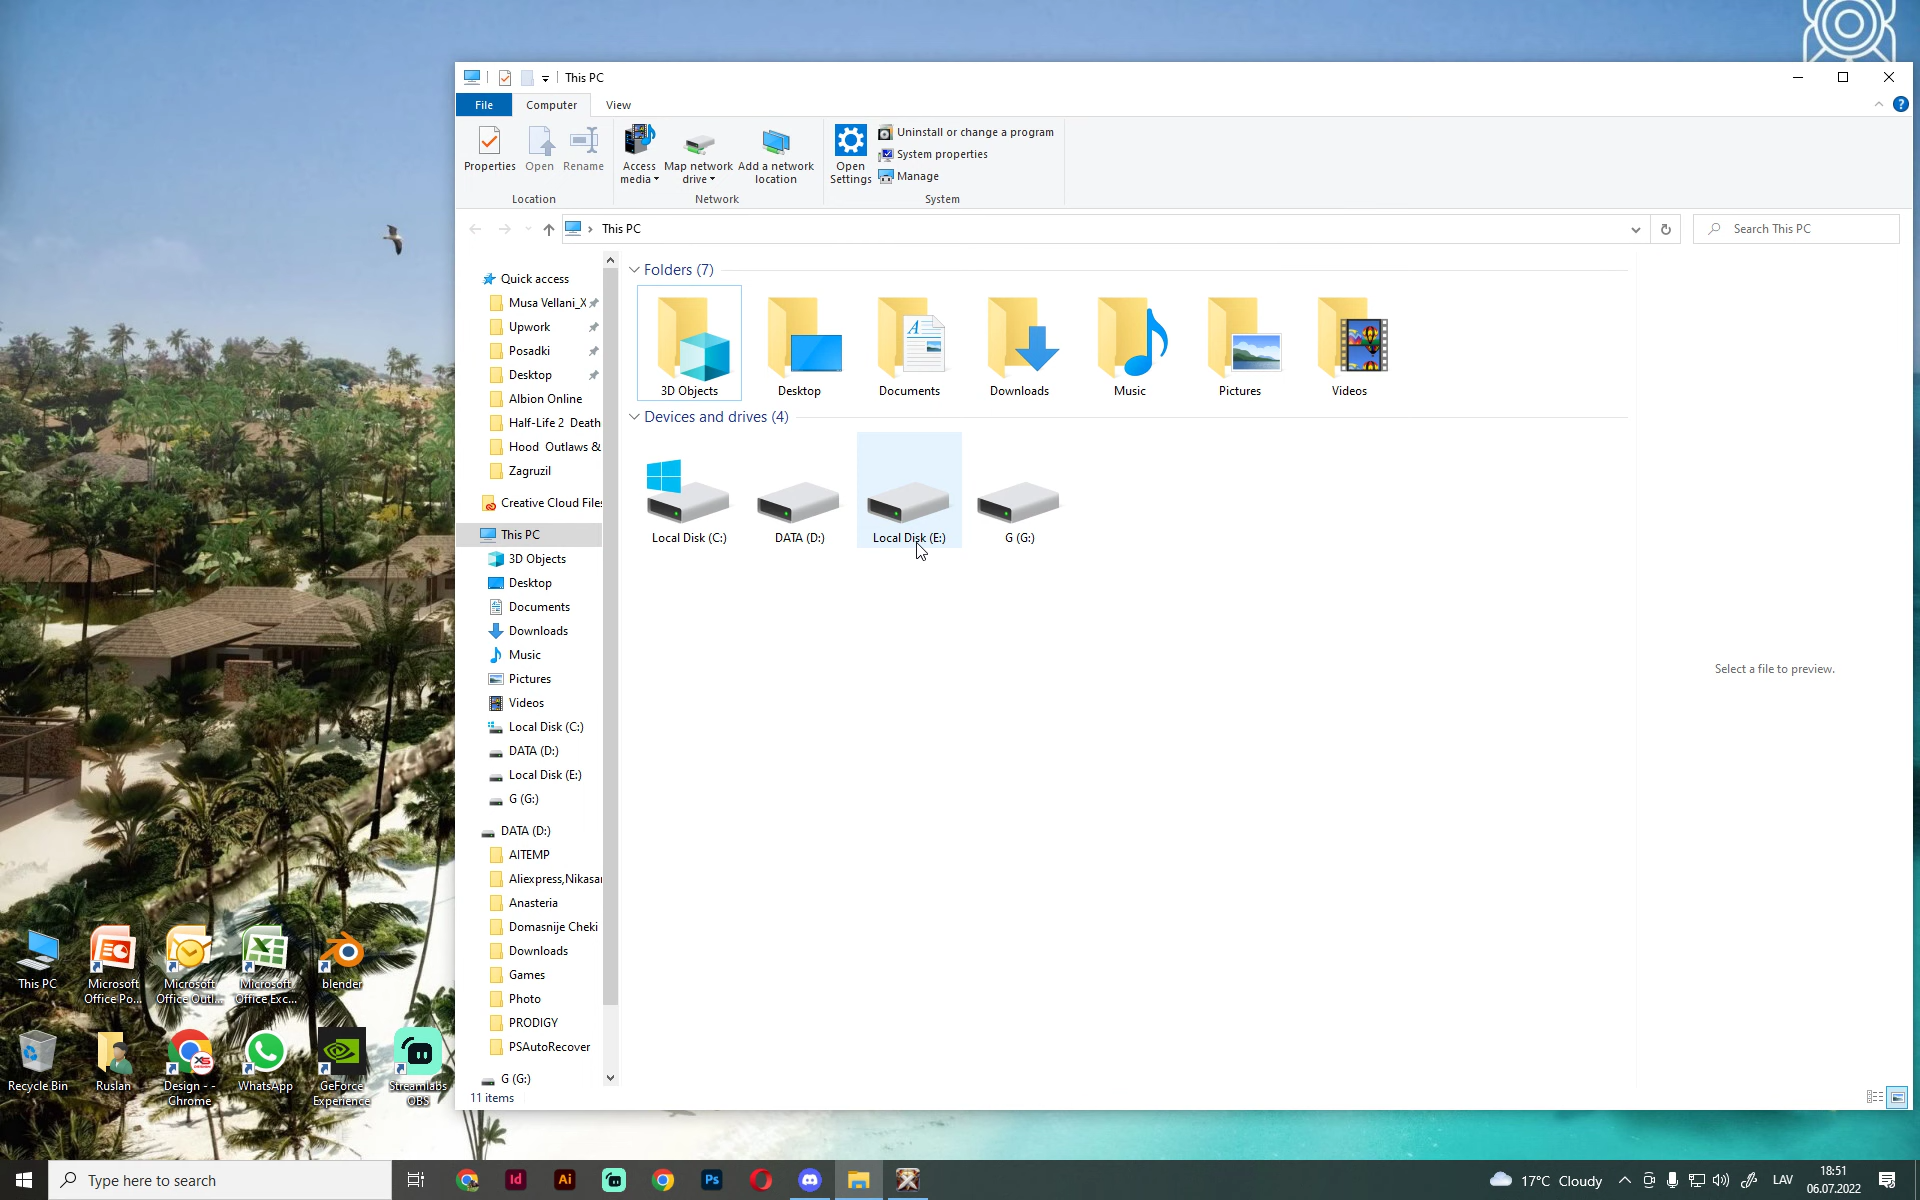 This PC
File
Computer
View
Properties
Open
Rename
Access
media
Map network
drive
Add a network
location
Open
Settings
Uninstall or change a program
System properties
Manage
Location
Network
System
This PC
Search This PC
Quick access
Musa Vellani_X
Upwork
Posadki
Desktop
Albion Online
Half-Life 2 Death
Hood Outlaws &
Zagruzil
Creative Cloud Files
This PC
3D Objects
Desktop
Documents
Downloads
Music
Pictures
Videos
Local Disk (C:)
DATA (D:)
Local Disk (E:)
G (G:)
DATA (D:)
AITEMP
Aliexpress,Nikasar
Anasteria
Domasnije Cheki
Downloads
Games
Photo
PRODIGY
PSAutoRecover
G (G:)
Folders (7)
3D Objects
Desktop
Documents
Downloads
Music
Pictures
Videos
Devices and drives (4)
Local Disk (C:)
DATA (D:)
Local Disk (E:)
G (G:)
Select a file to preview.
11 items
This PC
Microsoft
Office Po...
Microsoft
Office Outl...
Microsoft
Office Exc...
blender
Recycle Bin
Ruslan
Design - -
Chrome
WhatsApp
GeForce
Experience
Streamlabs
OBS
Type here to search
Id
Ai
Ps
17°C Cloudy
LAV
18:51
06.07.2022